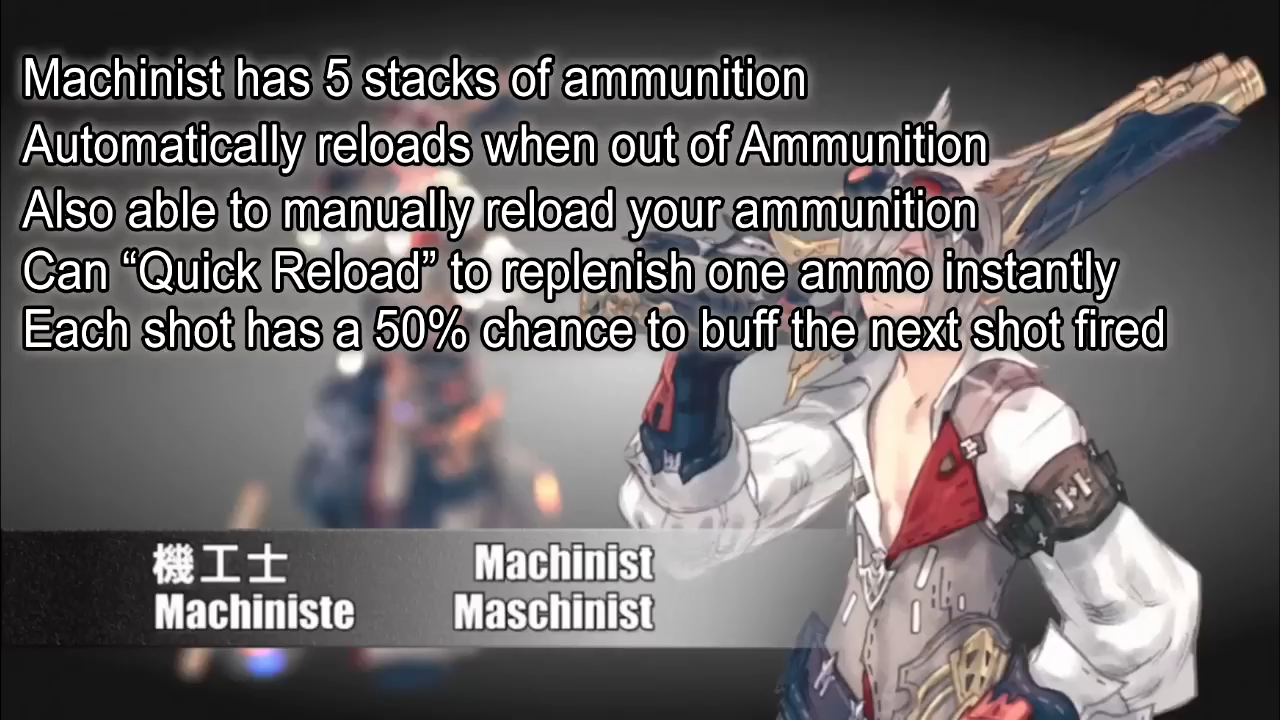 Machinist has 5 stacks of ammunition
Automatically reloads when out of Ammunition
Also able to manually reload your ammunition
Can “Quick Reload” to replenish one ammo instantly
Each shot has a 50% chance to buff the next shot fired
機工士 Machinist
Machiniste Maschinist